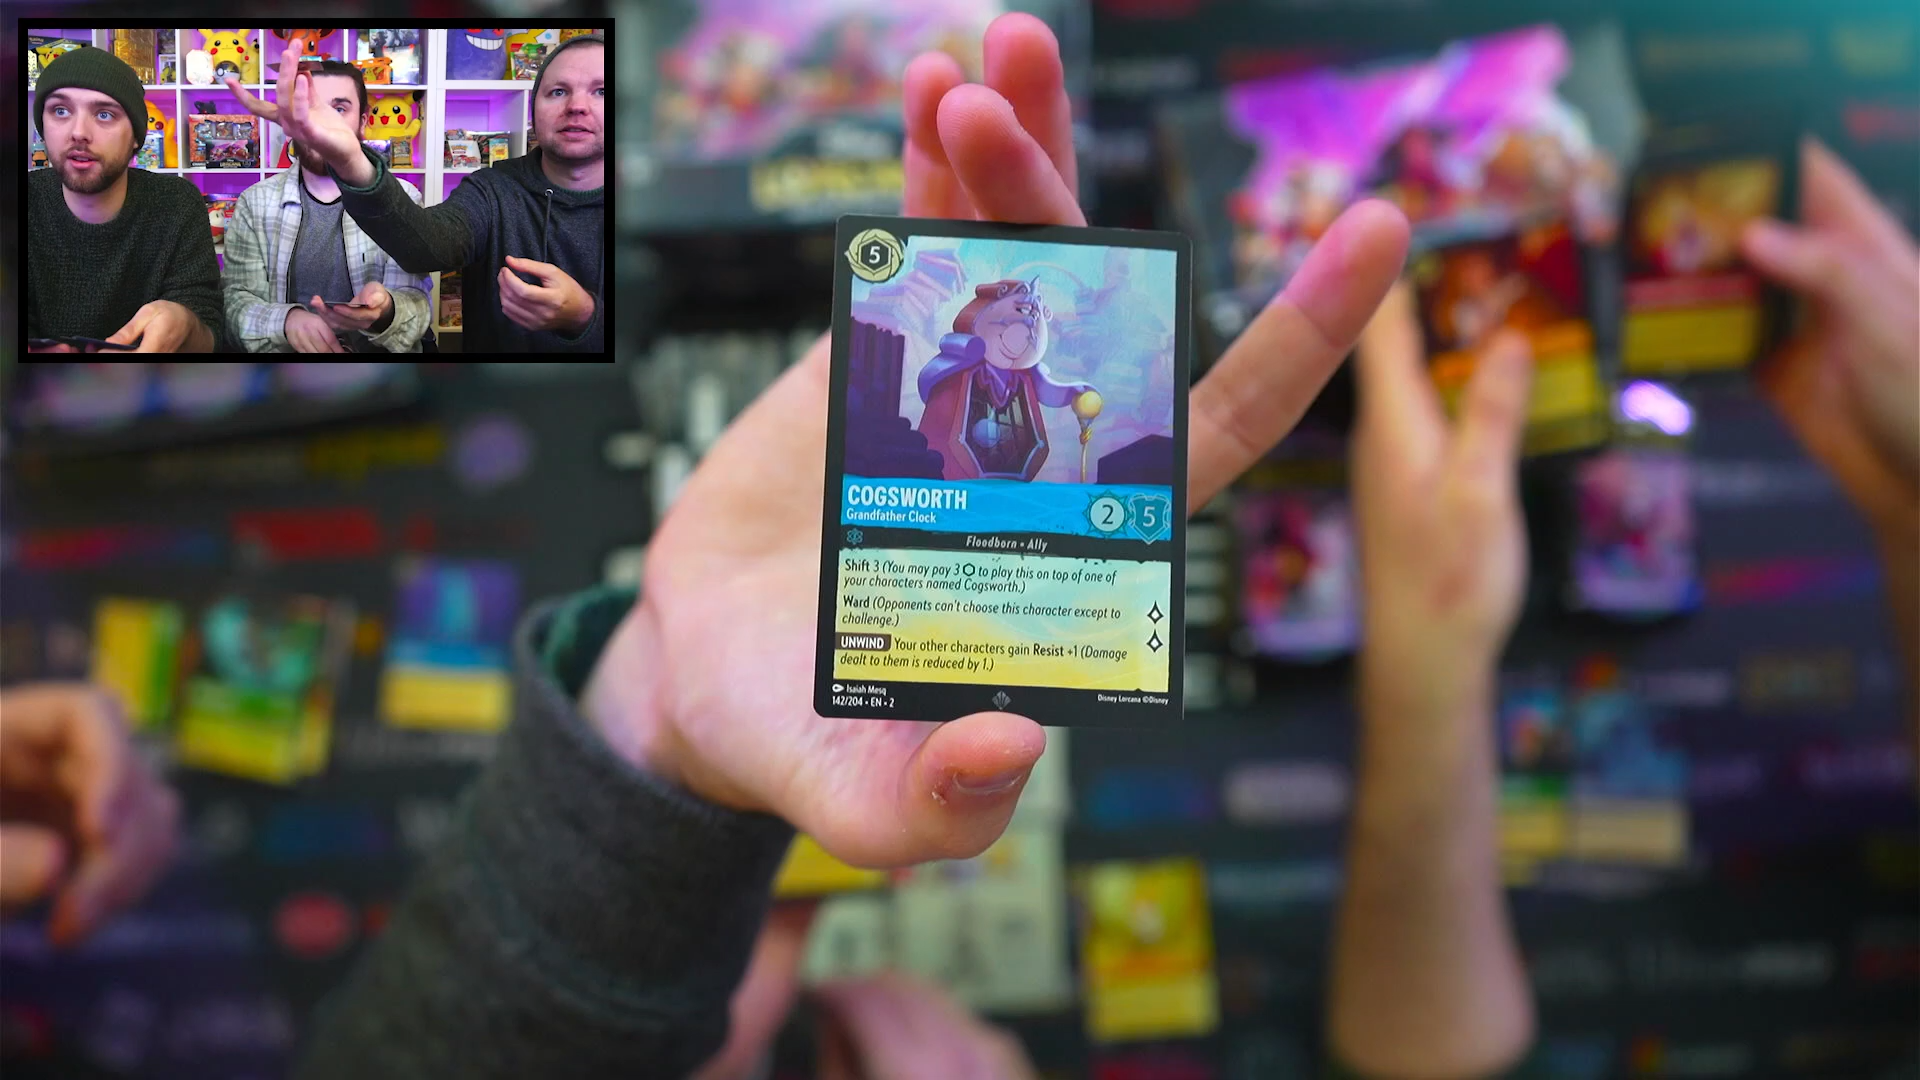 5
COGSWORTH
Grandfather Clock
2 5
Floodborn • Ally
Shift 3 (You may pay 3 to play this on top of one of
your characters named Cogsworth.)
Ward (Opponents can't choose this character except to
challenge.)
UNWIND Your other characters gain Resist +1 (Damage
dealt to them is reduced by 1.)
Isaiah Mesq
142/204 • EN • 2
Disney Lorcana ©Disney